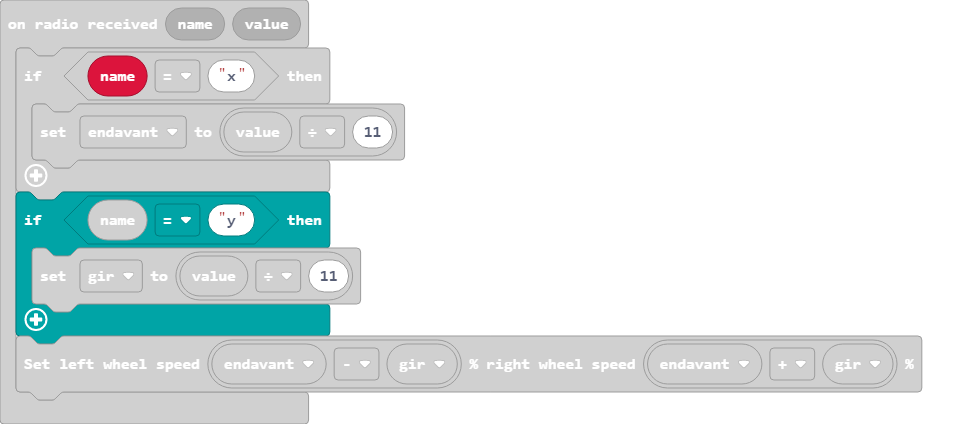 on radio received name value
if name = "x" then
set endavant to value ÷ 11
if name = "y" then
set gir to value ÷ 11
Set left wheel speed endavant - gir % right wheel speed endavant + gir %